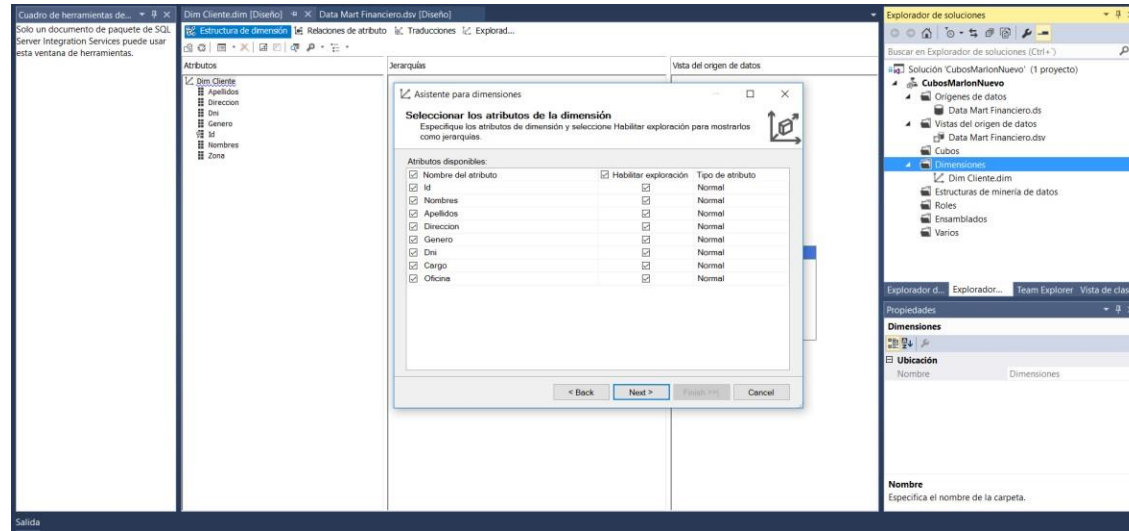 Cuadro de herramientas de...
Solo un documento de paquete de SQL
Server Integration Services puede usar
esta ventana de herramientas.
Dim Cliente.dim [Diseño]
Data Mart Financiero.dsv [Diseño]
Estructura de dimensión
Relaciones de atributo
Traducciones
Explorad...
Atributos
Jerarquías
Vista del origen de datos
Dim Cliente
Apellidos
Direccion
Dni
Genero
Id
Nombres
Zona
Asistente para dimensiones
Seleccionar los atributos de la dimensión
Especifique los atributos de dimensión y seleccione Habilitar exploración para mostrarlos
como jerarquías.
Atributos disponibles:
Nombre del atributo Habilitar exploración Tipo de atributo
Id Normal
Nombres Normal
Apellidos Normal
Direccion Normal
Genero Normal
Dni Normal
Cargo Normal
Oficina Normal
< Back Next > Cancel
Explorador de soluciones
Buscar en Explorador de soluciones (Ctrl+')
Solución 'CubosMarlonNuevo' (1 proyecto)
CubosMarlonNuevo
Orígenes de datos
Data Mart Financiero.ds
Vistas del origen de datos
Data Mart Financiero.dsv
Cubos
Dimensiones
Dim Cliente.dim
Estructuras de minería de datos
Roles
Ensamblados
Varios
Explorador d... Explorador... Team Explorer Vista de clas
Propiedades
Dimensiones
Ubicación
Nombre Dimensiones
Nombre
Especifica el nombre de la carpeta.
Salida